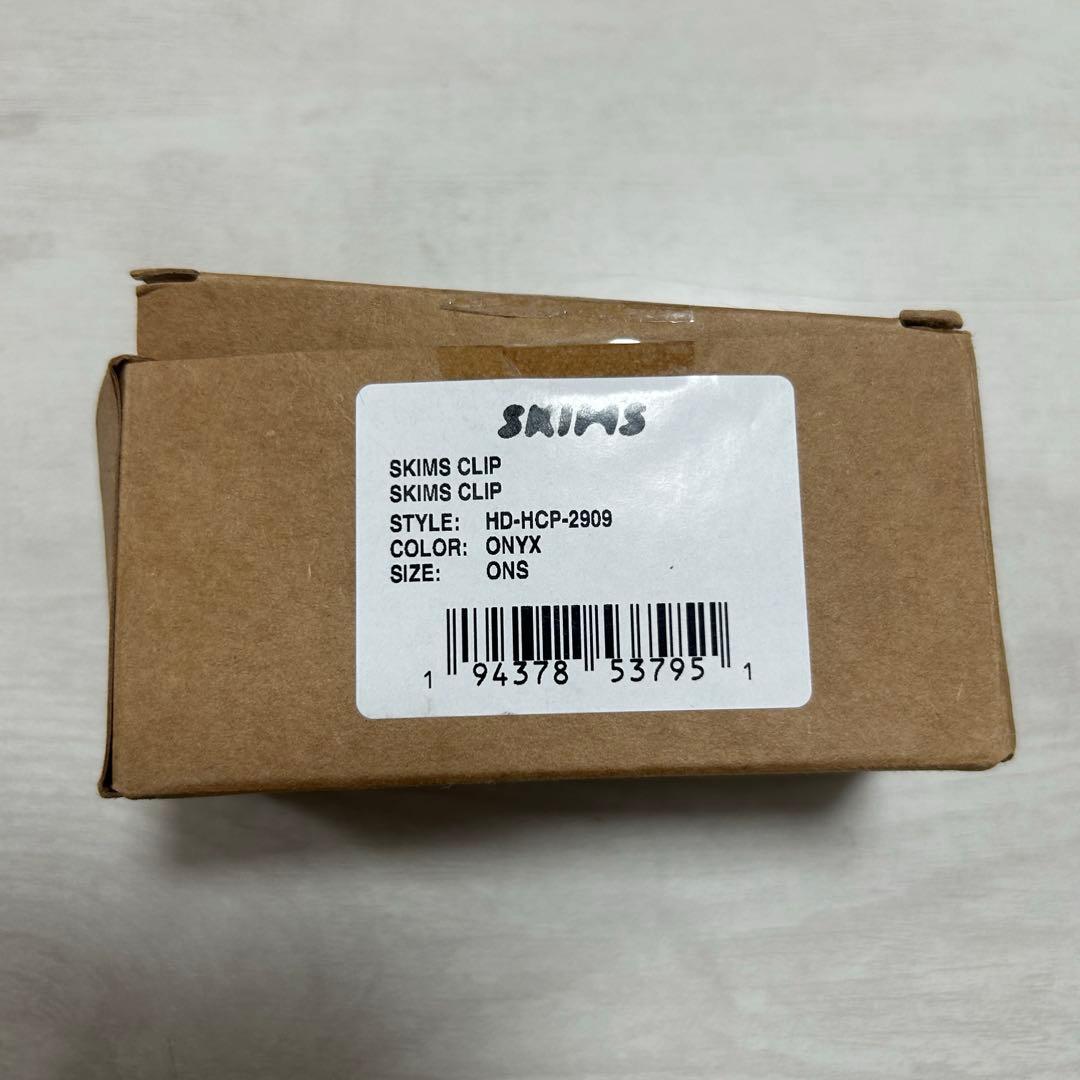 SKIMS
SKIMS CLIP
SKIMS CLIP
STYLE: HD-HCP-2909
COLOR: ONYX
SIZE: ONS
1 94378 53795 1